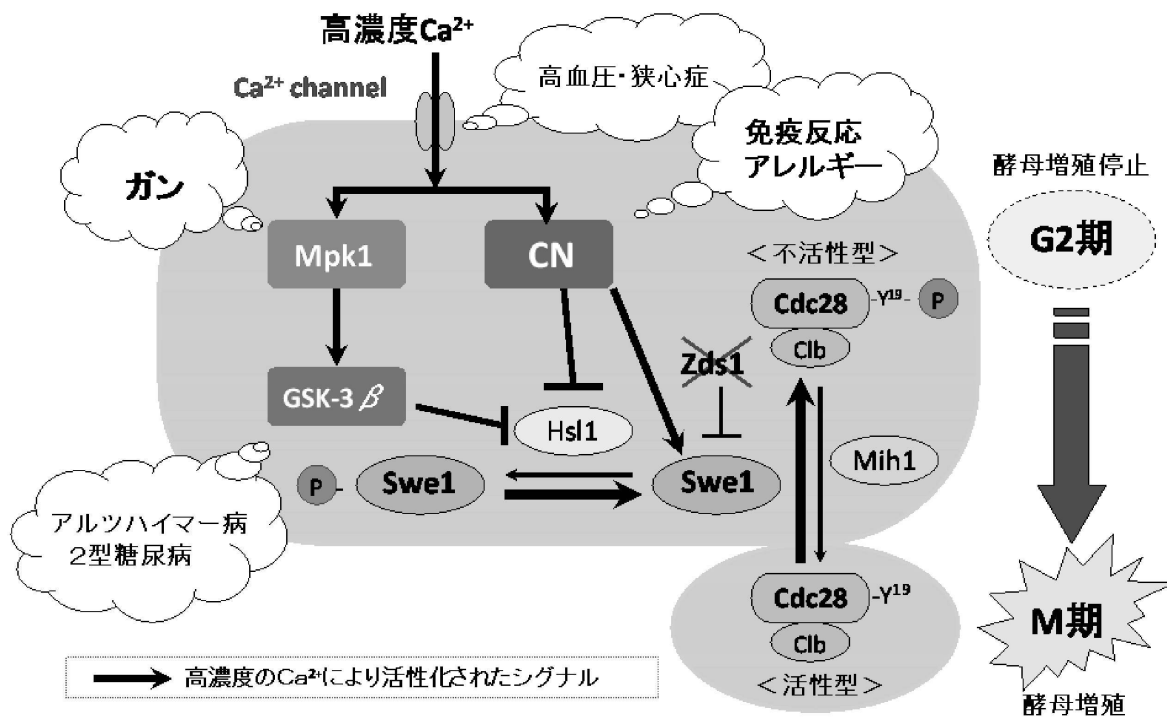 高濃度Ca²⁺
Ca²⁺ channel
高血圧・狭心症
免疫反応
アレルギー
ガン
酵母増殖停止
G2期
Mpk1
CN
＜不活性型＞
Cdc28
-Y¹⁹-
P
Clb
Zds1
GSK-3β
Hsl1
Mih1
P
-
Swe1
Swe1
アルツハイマー病
２型糖尿病
Cdc28
-Y¹⁹
Clb
M期
＜活性型＞
高濃度のCa²⁺により活性化されたシグナル
酵母増殖